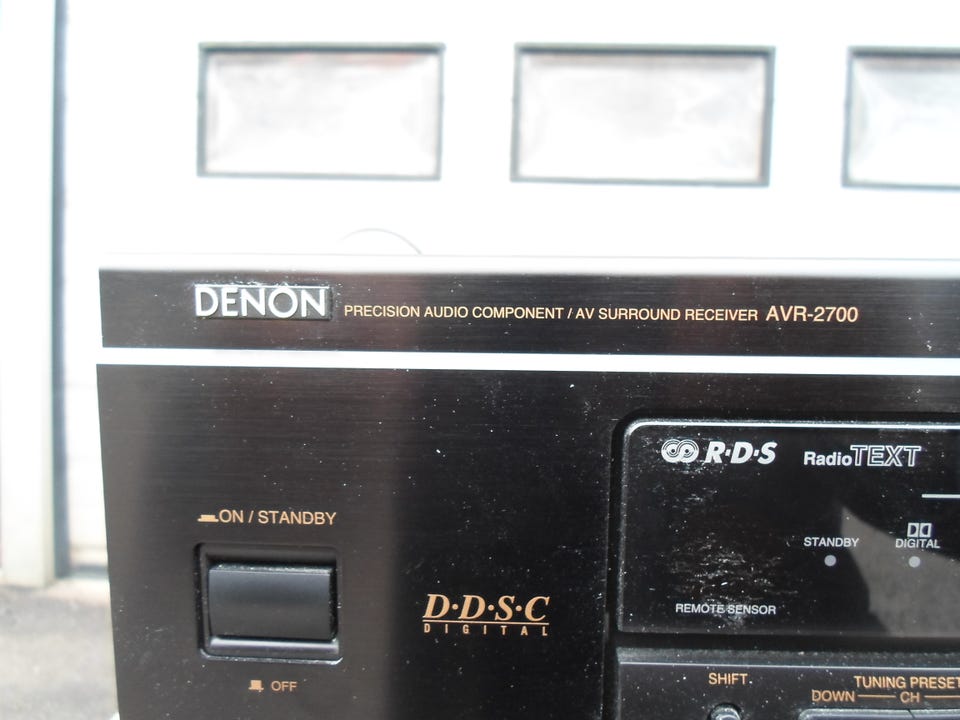 DENON PRECISION AUDIO COMPONENT / AV SURROUND RECEIVER AVR-2700
R·D·S RadioTEXT
ON / STANDBY
STANDBY
DIGITAL
D·D·S·C
DIGITAL
REMOTE SENSOR
OFF
SHIFT
TUNING PRESET
DOWN CH